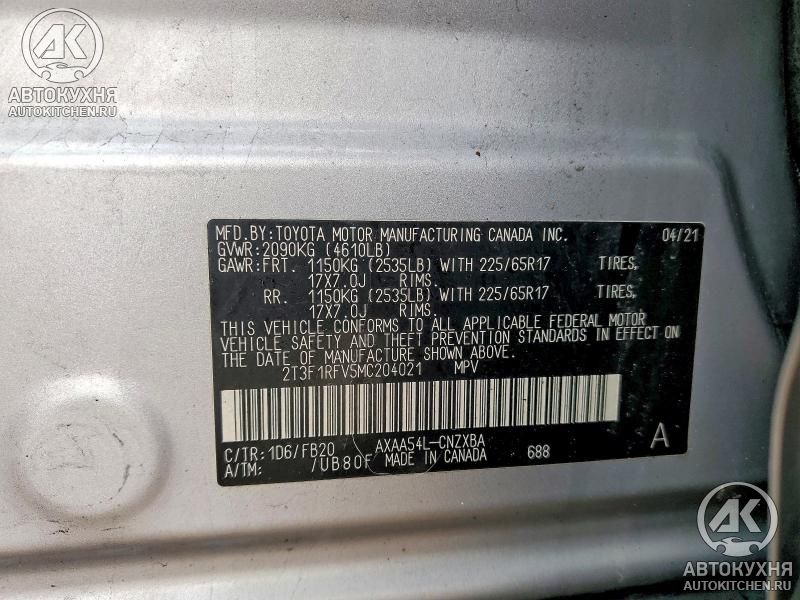 AK
АВТОКУХНЯ
AUTOKITCHEN.RU
MFD.BY:TOYOTA MOTOR MANUFACTURING CANADA INC. 04/21
GVWR:2090KG (4610LB)
GAWR:FRT. 1150KG (2535LB) WITH 225/65R17 TIRES,
17X7.0J RIMS.
RR. 1150KG (2535LB) WITH 225/65R17 TIRES,
17X7.0J RIMS.
THIS VEHICLE CONFORMS TO ALL APPLICABLE FEDERAL MOTOR
VEHICLE SAFETY AND THEFT PREVENTION STANDARDS IN EFFECT ON
THE DATE OF MANUFACTURE SHOWN ABOVE.
2T3F1RFV5MC204021 MPV
C/TR:1D6/FB20 AXAA54L-CNZXBA A
A/TM: /UB80F MADE IN CANADA 688
AK
АВТОКУХНЯ
AUTOKITCHEN.RU